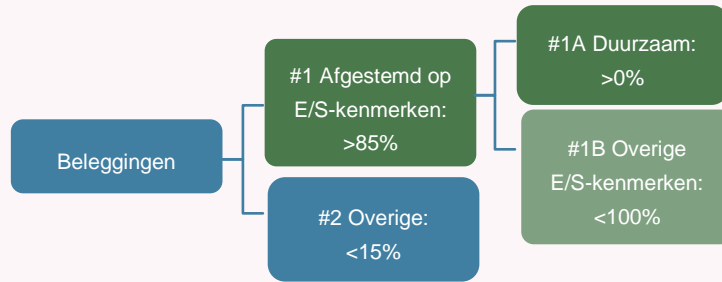 Beleggingen
#1 Afgestemd op
E/S-kenmerken:
>85%
#2 Overige:
<15%
#1A Duurzaam:
>0%
#1B Overige
E/S-kenmerken:
<100%